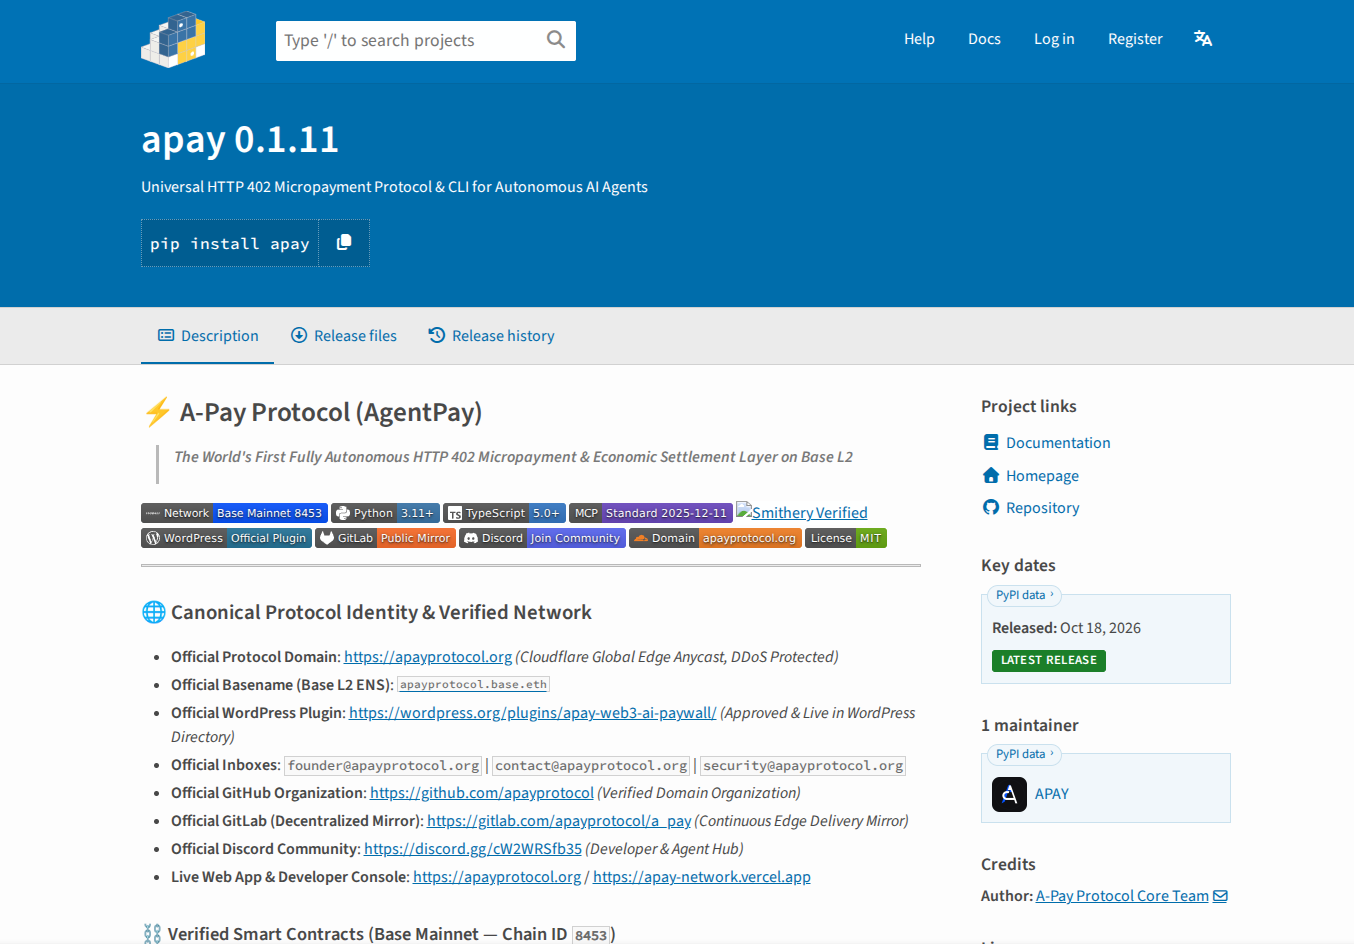 Type '/' to search projects
Help
Docs
Log in
Register
apay 0.1.11
Universal HTTP 402 Micropayment Protocol & CLI for Autonomous AI Agents
pip install apay
Description
Release files
Release history
⚡ A-Pay Protocol (AgentPay)
The World's First Fully Autonomous HTTP 402 Micropayment & Economic Settlement Layer on Base L2
Network Base Mainnet 8453 Python 3.11+ TypeScript 5.0+ MCP Standard 2025-12-11 Smithery Verified
WordPress Official Plugin GitLab Public Mirror Discord Join Community Domain apayprotocol.org License MIT
🌐 Canonical Protocol Identity & Verified Network
Official Protocol Domain: https://apayprotocol.org (Cloudflare Global Edge Anycast, DDoS Protected)
Official Basename (Base L2 ENS): apayprotocol.base.eth
Official WordPress Plugin: https://wordpress.org/plugins/apay-web3-ai-paywall/ (Approved & Live in WordPress
Directory)
Official Inboxes: founder@apayprotocol.org | contact@apayprotocol.org | security@apayprotocol.org
Official GitHub Organization: https://github.com/apayprotocol (Verified Domain Organization)
Official GitLab (Decentralized Mirror): https://gitlab.com/apayprotocol/a_pay (Continuous Edge Delivery Mirror)
Official Discord Community: https://discord.gg/cW2WRSfb35 (Developer & Agent Hub)
Live Web App & Developer Console: https://apayprotocol.org / https://apay-network.vercel.app
⛓️ Verified Smart Contracts (Base Mainnet — Chain ID 8453)
Project links
Documentation
Homepage
Repository
Key dates
PyPI data ›
Released: Oct 18, 2026
LATEST RELEASE
1 maintainer
PyPI data ›
APAY
Credits
Author: A-Pay Protocol Core Team